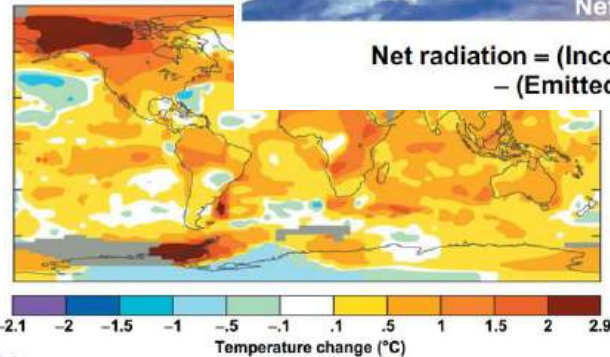 Net
Net radiation = (Inco
– (Emitted
–2.1 –2 –1.5 –1 –.5 –.1 .1 .5 1 1.5 2 2.9
Temperature change (°C)